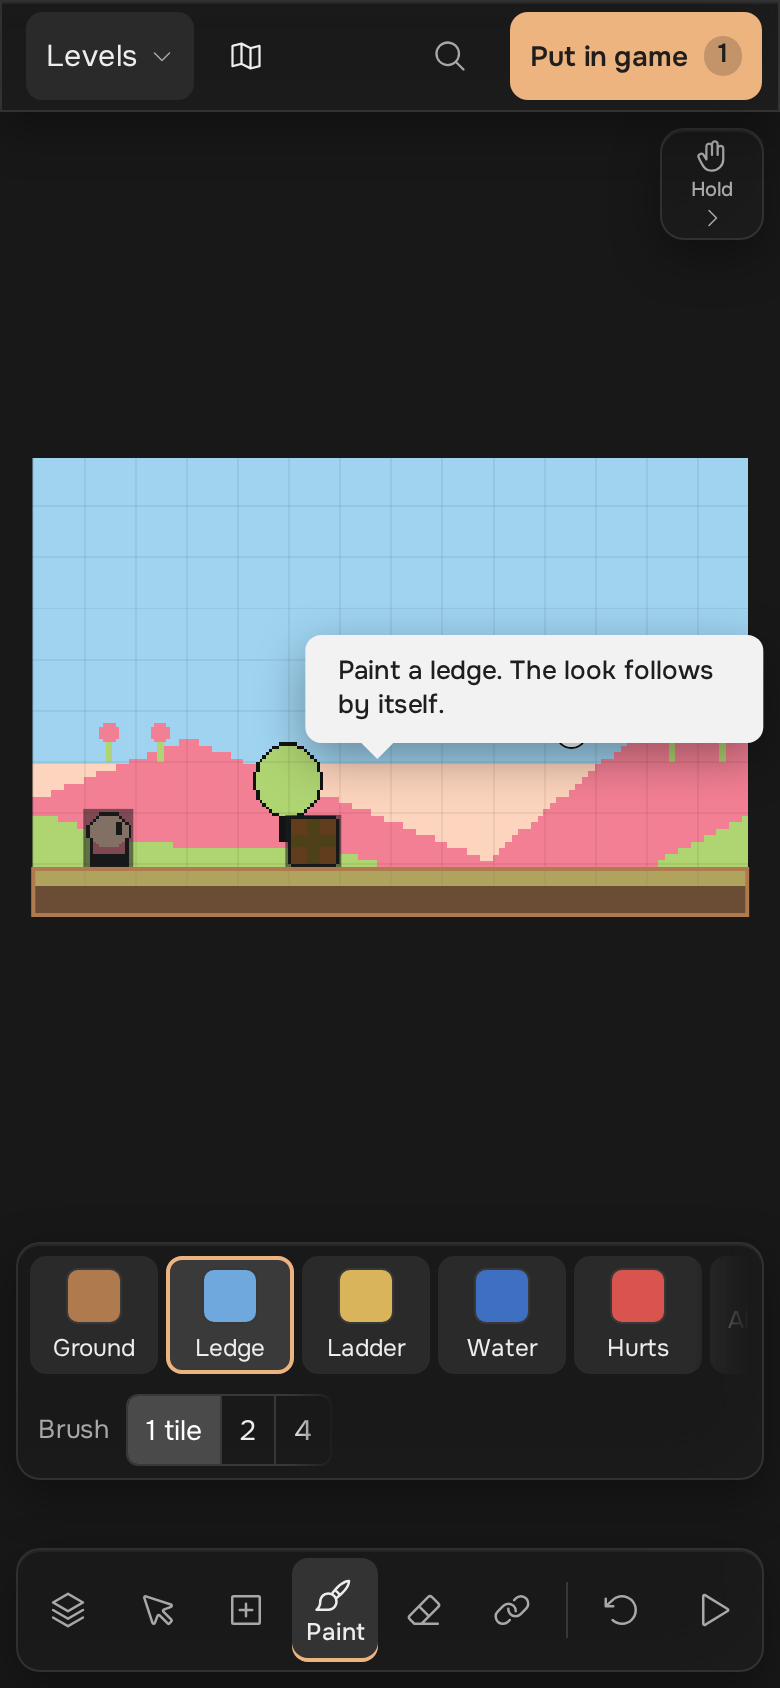 Levels
Put in game 1
Hold
Paint a ledge. The look follows
by itself.
Ground Ledge Ladder Water Hurts
Brush 1 tile 2 4
Paint